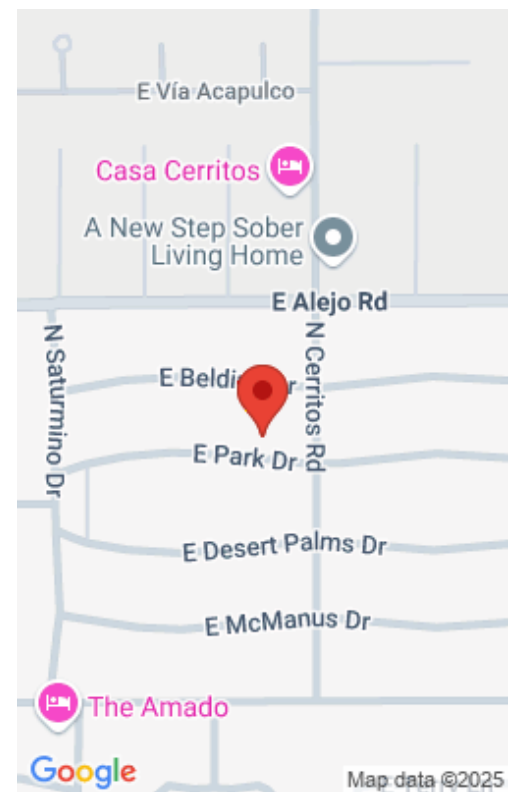 E Vía Acapulco
Casa Cerritos
A New Step Sober
Living Home
E Alejo Rd
N Saturmino Dr
N Cerritos Rd
E Park Dr
E Desert Palms Dr
E McManus Dr
The Amado
Google
Map data ©2025